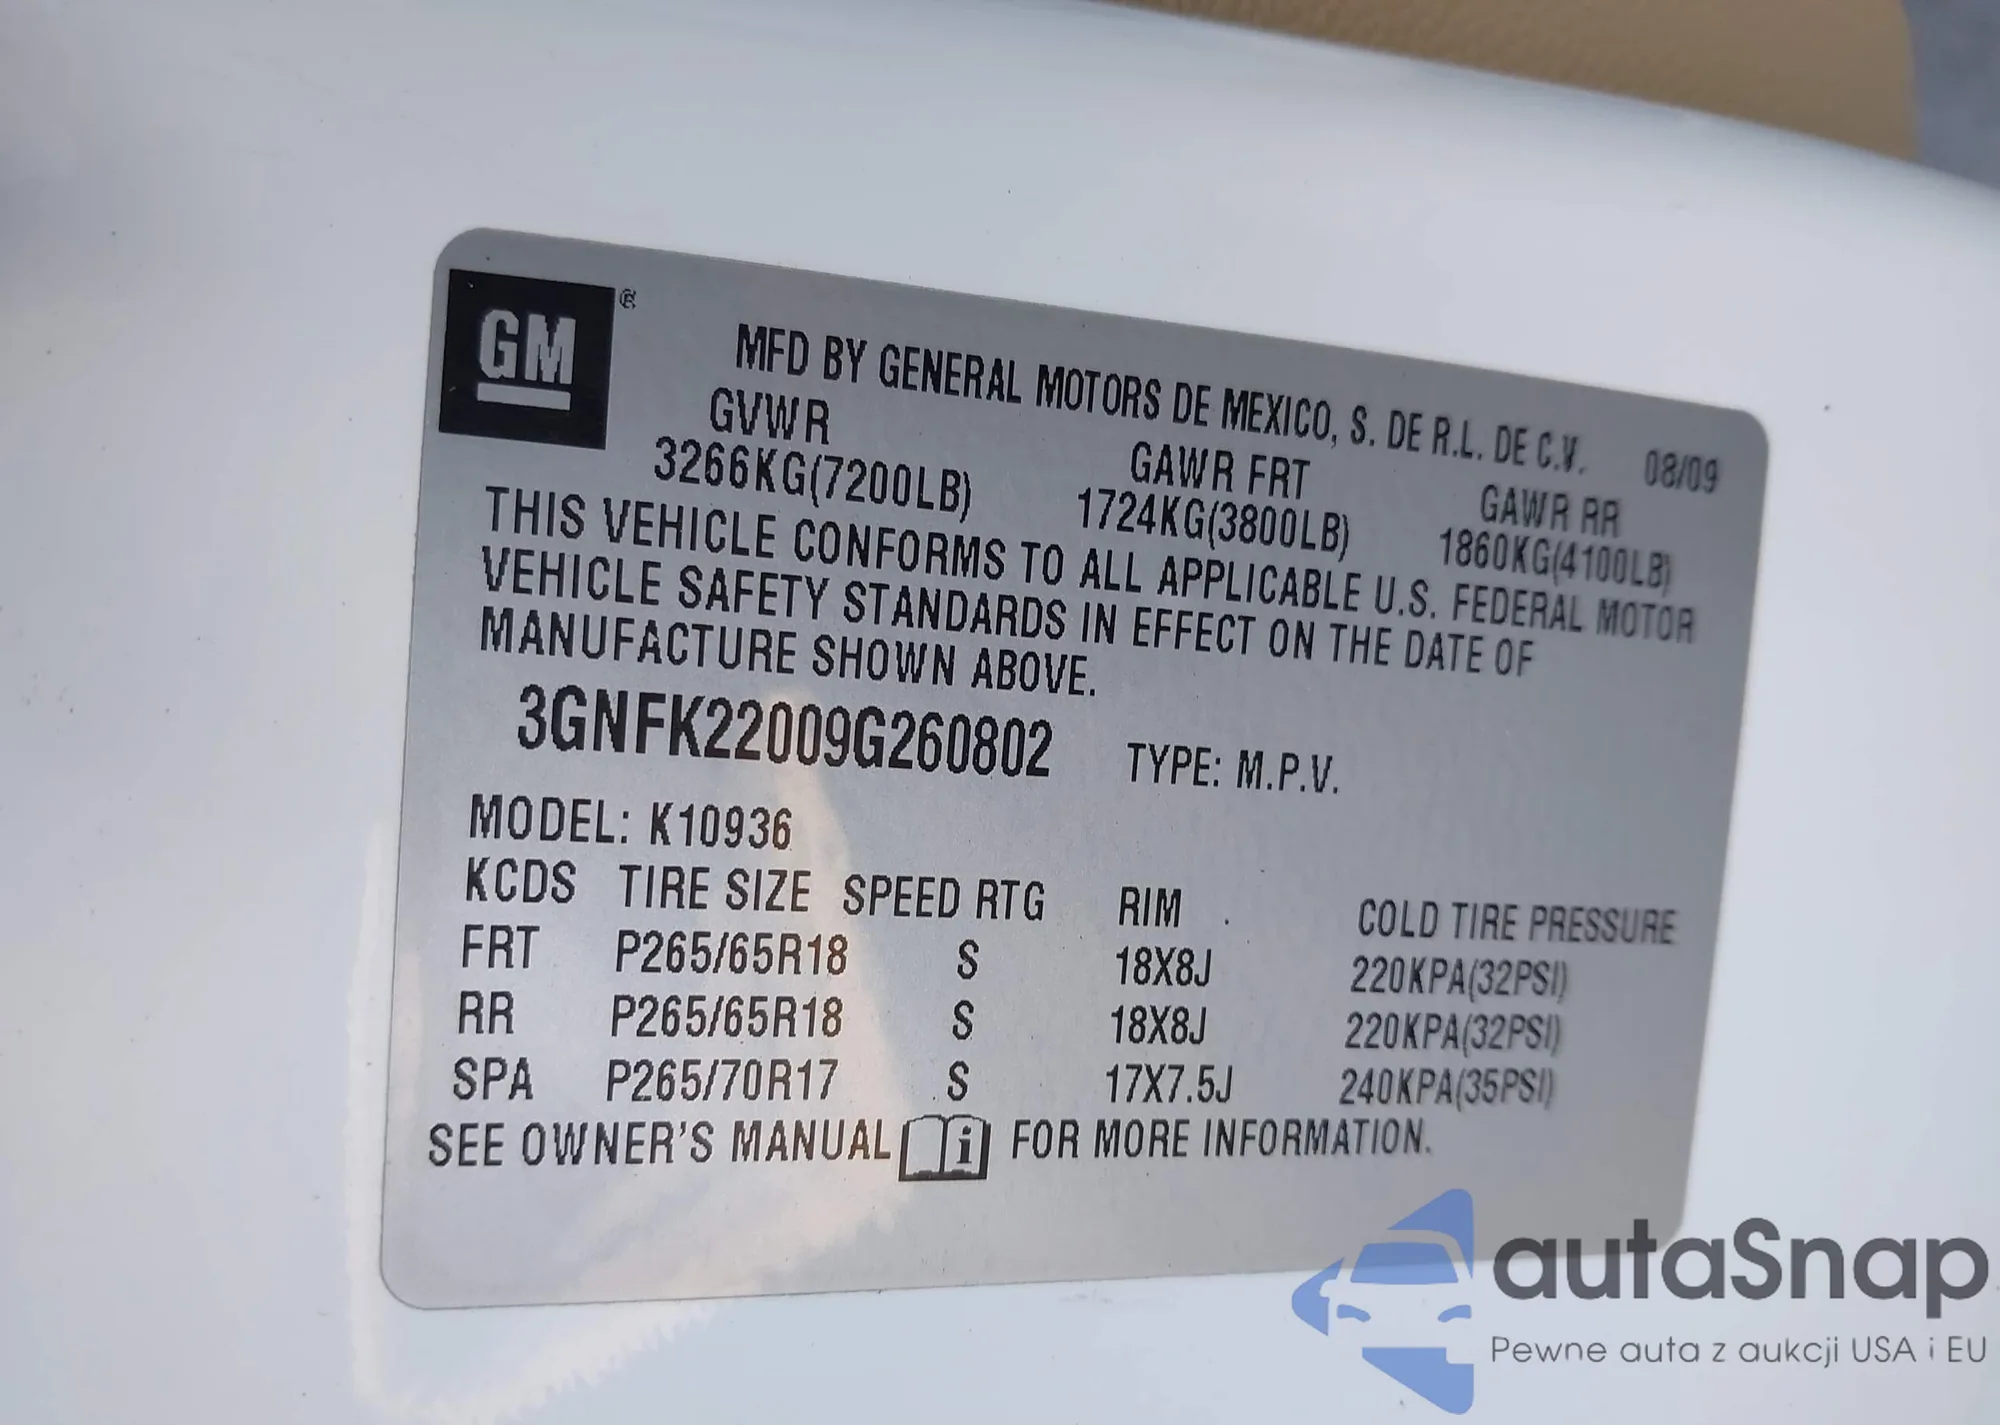 GM ®
MFD BY GENERAL MOTORS DE MEXICO, S. DE R.L. DE C.V. 08/09
GVWR GAWR FRT GAWR RR
3266KG(7200LB) 1724KG(3800LB) 1860KG(4100LB)
THIS VEHICLE CONFORMS TO ALL APPLICABLE U.S. FEDERAL MOTOR
VEHICLE SAFETY STANDARDS IN EFFECT ON THE DATE OF
MANUFACTURE SHOWN ABOVE.
3GNFK22009G260802 TYPE: M.P.V.
MODEL: K10936
KCDS TIRE SIZE SPEED RTG RIM COLD TIRE PRESSURE
FRT P265/65R18 S 18X8J 220KPA(32PSI)
RR P265/65R18 S 18X8J 220KPA(32PSI)
SPA P265/70R17 S 17X7.5J 240KPA(35PSI)
SEE OWNER'S MANUAL i FOR MORE INFORMATION.
autaSnap
Pewne auta z aukcji USA i EU